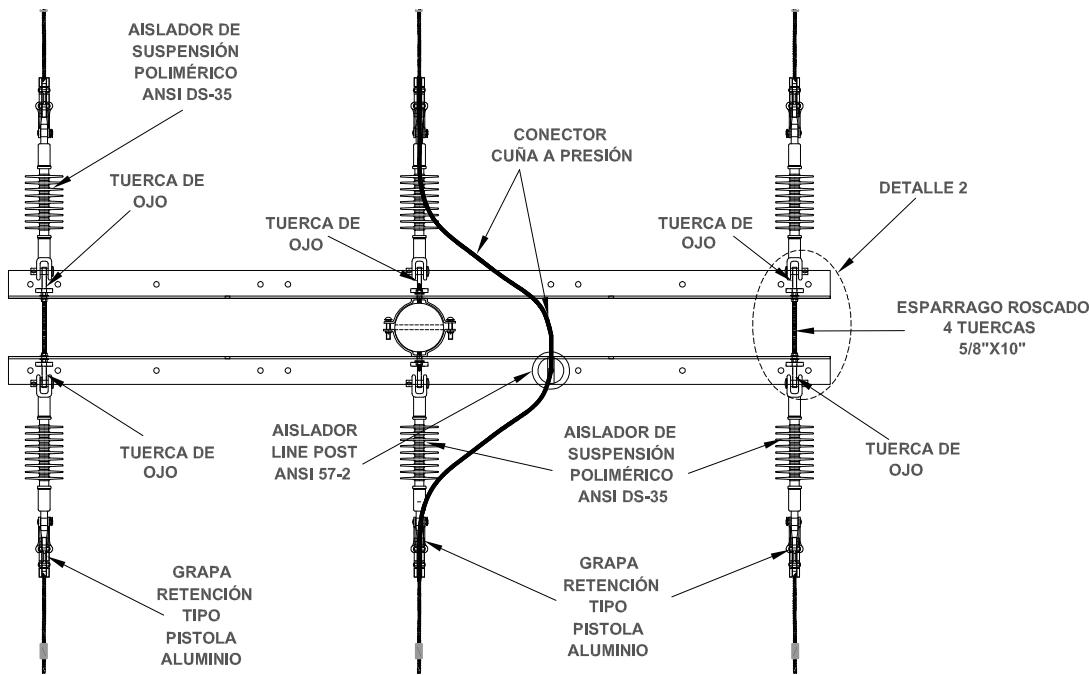 AISLADOR DE
SUSPENSIÓN
POLIMÉRICO
ANSI DS-35
CONECTOR
CUÑA A PRESIÓN
TUERCA DE
OJO
TUERCA DE
OJO
TUERCA DE
OJO
DETALLE 2
ESPARRAGO ROSCADO
4 TUERCAS
5/8"X10"
TUERCA DE
OJO
AISLADOR
LINE POST
ANSI 57-2
AISLADOR DE
SUSPENSIÓN
POLIMÉRICO
ANSI DS-35
TUERCA DE
OJO
GRAPA
RETENCIÓN
TIPO
PISTOLA
ALUMINIO
GRAPA
RETENCIÓN
TIPO
PISTOLA
ALUMINIO